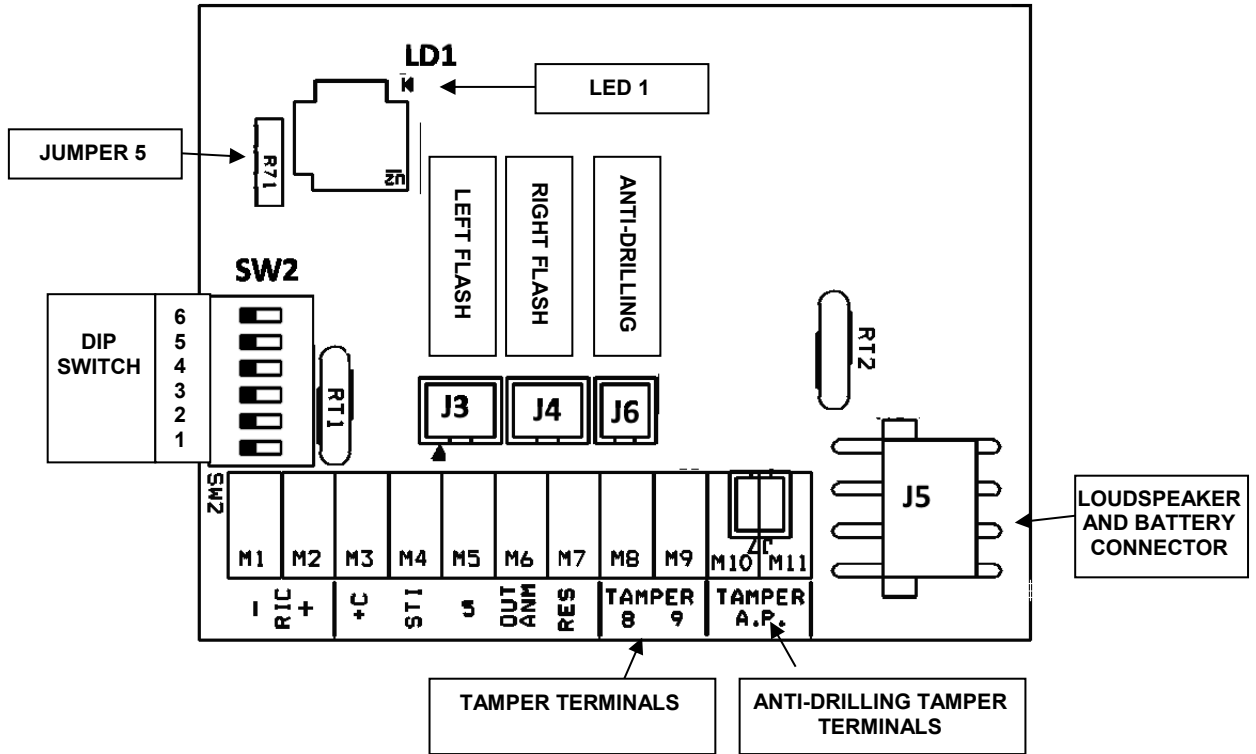 LD1
LED 1
JUMPER 5
R71
U2
LEFT FLASH
RIGHT FLASH
ANTI-DRILLING
SW2
DIP
SWITCH
6
5
4
3
2
1
RT1
RT2
J3
J4
J6
J5
LOUDSPEAKER
AND BATTERY
CONNECTOR
SW2
J7
M1 M2 M3 M4 M5 M6 M7 M8 M9 M10 M11
- RIC +
+C
STI
5
OUT
ANM
RES
TAMPER
8 9
TAMPER
A.P.
TAMPER TERMINALS
ANTI-DRILLING TAMPER
TERMINALS